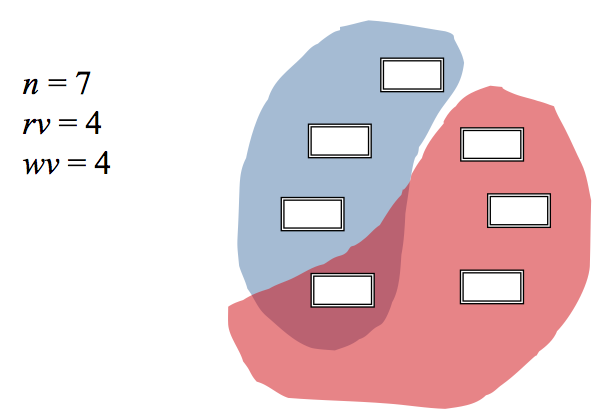 n = 7
rv = 4
wv = 4